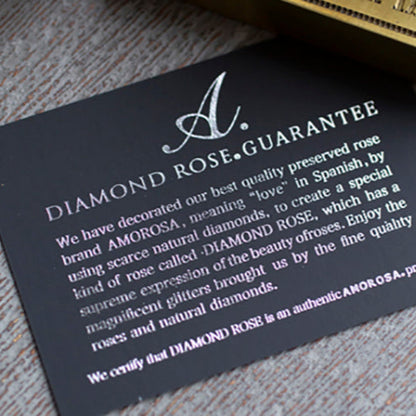 A.
DIAMOND ROSE.GUARANTEE
We have decorated our best quality preserved rose
brand AMOROSA, meaning "love" in Spanish, by
using scarce natural diamonds, to create a special
kind of rose called ·DIAMOND ROSE, which has a
supreme expression of the beauty of roses. Enjoy the
magnificent glitters brought us by the fine quality
roses and natural diamonds.
We certify that DIAMOND ROSE is an authentic AMOROSA.